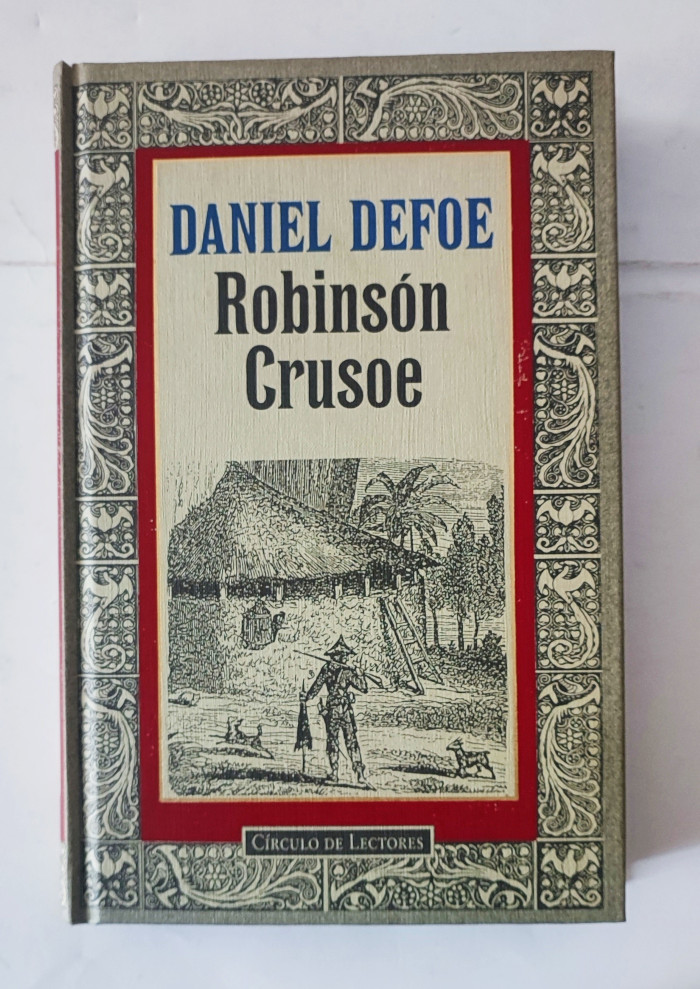 DANIEL DEFOE
Robinsón
Crusoe
CÍRCULO DE LECTORES